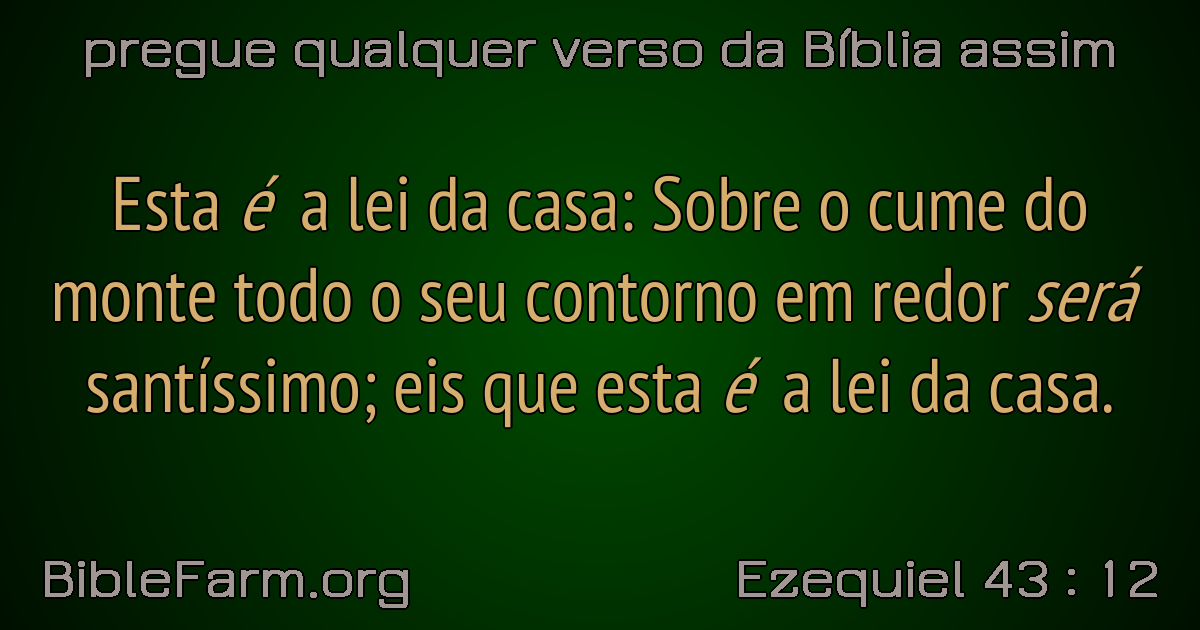 pregue qualquer verso da Bíblia assim
Esta é a lei da casa: Sobre o cume do
monte todo o seu contorno em redor será
santíssimo; eis que esta é a lei da casa.
BibleFarm.org
Ezequiel 43 : 12